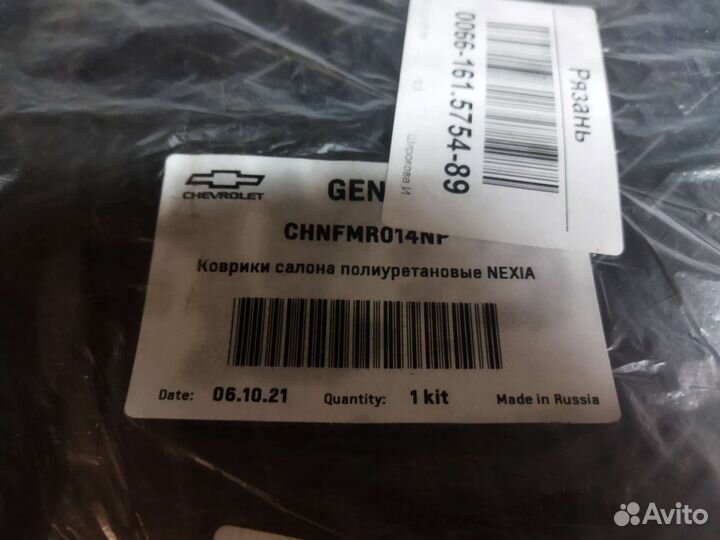 CHEVROLET
GEN
CHNFMR014NP
Коврики салона полиуретановые NEXIA
Date: 06.10.21 Quantity: 1 kit Made in Russia
Рязань
0066-161.5754-89
Широкова И
Avito